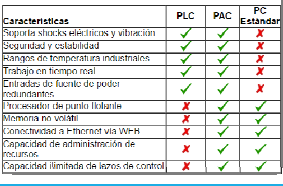 Características PLC PAC PC Estándar
Soporta shocks eléctricos y vibración
Seguridad y estabilidad
Rangos de temperatura industriales
Trabajo en tiempo real
Entradas de fuente de poder
redundantes
Procesador de punto flotante
Memoria no volátil
Conectividad a Ethernet vía WEB
Capacidad de administración de
recursos
Capacidad ilimitada de lazos de control